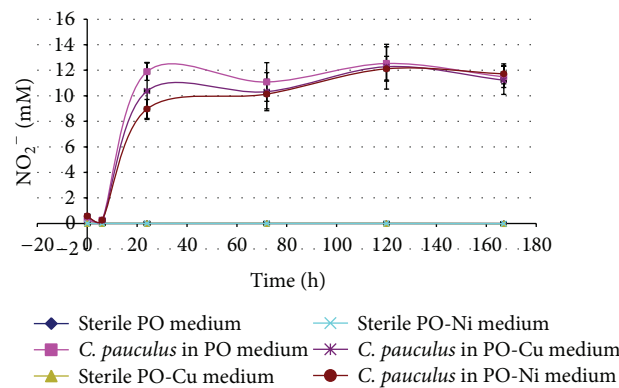 16
14
12
10
8
6
4
2
0
−2
−20 0 20 40 60 80 100 120 140 160 180
NO₂⁻ (mM)
Time (h)
Sterile PO medium
C. pauculus in PO medium
Sterile PO-Cu medium
Sterile PO-Ni medium
C. pauculus in PO-Cu medium
C. pauculus in PO-Ni medium